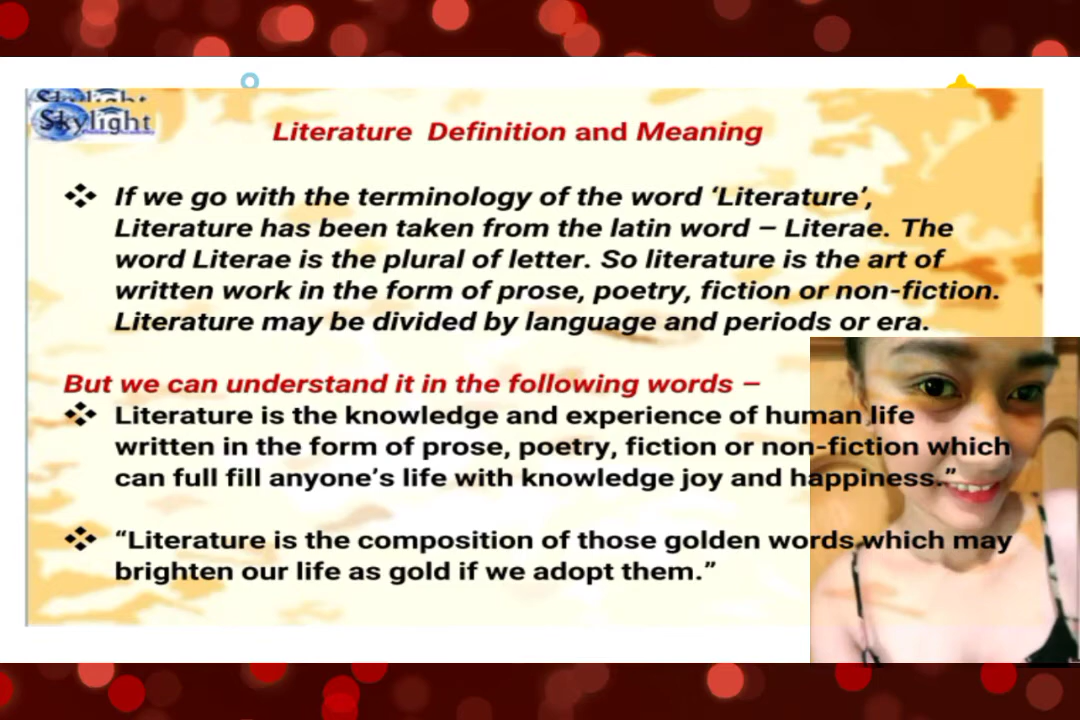 Skylight
Skylight
Literature Definition and Meaning
If we go with the terminology of the word ‘Literature’,
Literature has been taken from the latin word – Literae. The
word Literae is the plural of letter. So literature is the art of
written work in the form of prose, poetry, fiction or non-fiction.
Literature may be divided by language and periods or era.
But we can understand it in the following words –
Literature is the knowledge and experience of human life
written in the form of prose, poetry, fiction or non-fiction which
can full fill anyone’s life with knowledge joy and happiness.”
“Literature is the composition of those golden words which may
brighten our life as gold if we adopt them.”